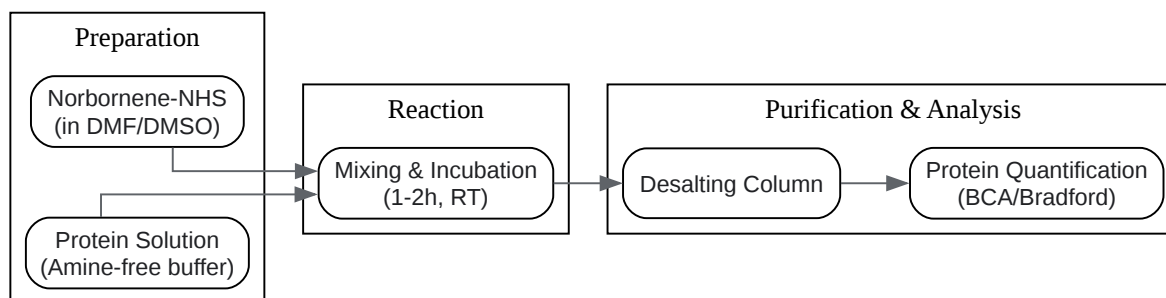 Preparation
Norbornene-NHS
(in DMF/DMSO)
Protein Solution
(Amine-free buffer)
Reaction
Mixing & Incubation
(1-2h, RT)
Purification & Analysis
Desalting Column
Protein Quantification
(BCA/Bradford)